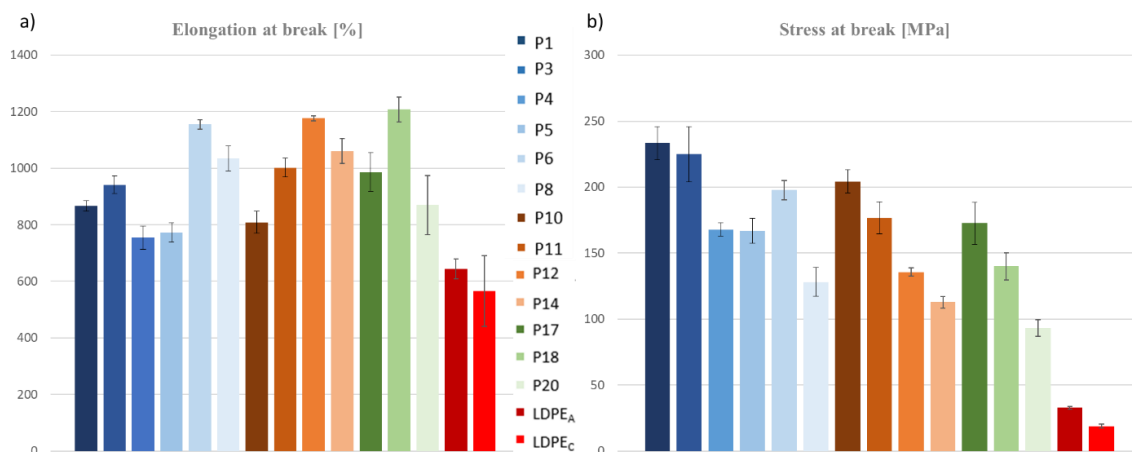 a)
Elongation at break [%]
1400
1200
1000
800
600
400
200
0
P1
P3
P4
P5
P6
P8
P10
P11
P12
P14
P17
P18
P20
LDPEA
LDPEC
b)
Stress at break [MPa]
300
250
200
150
100
50
0